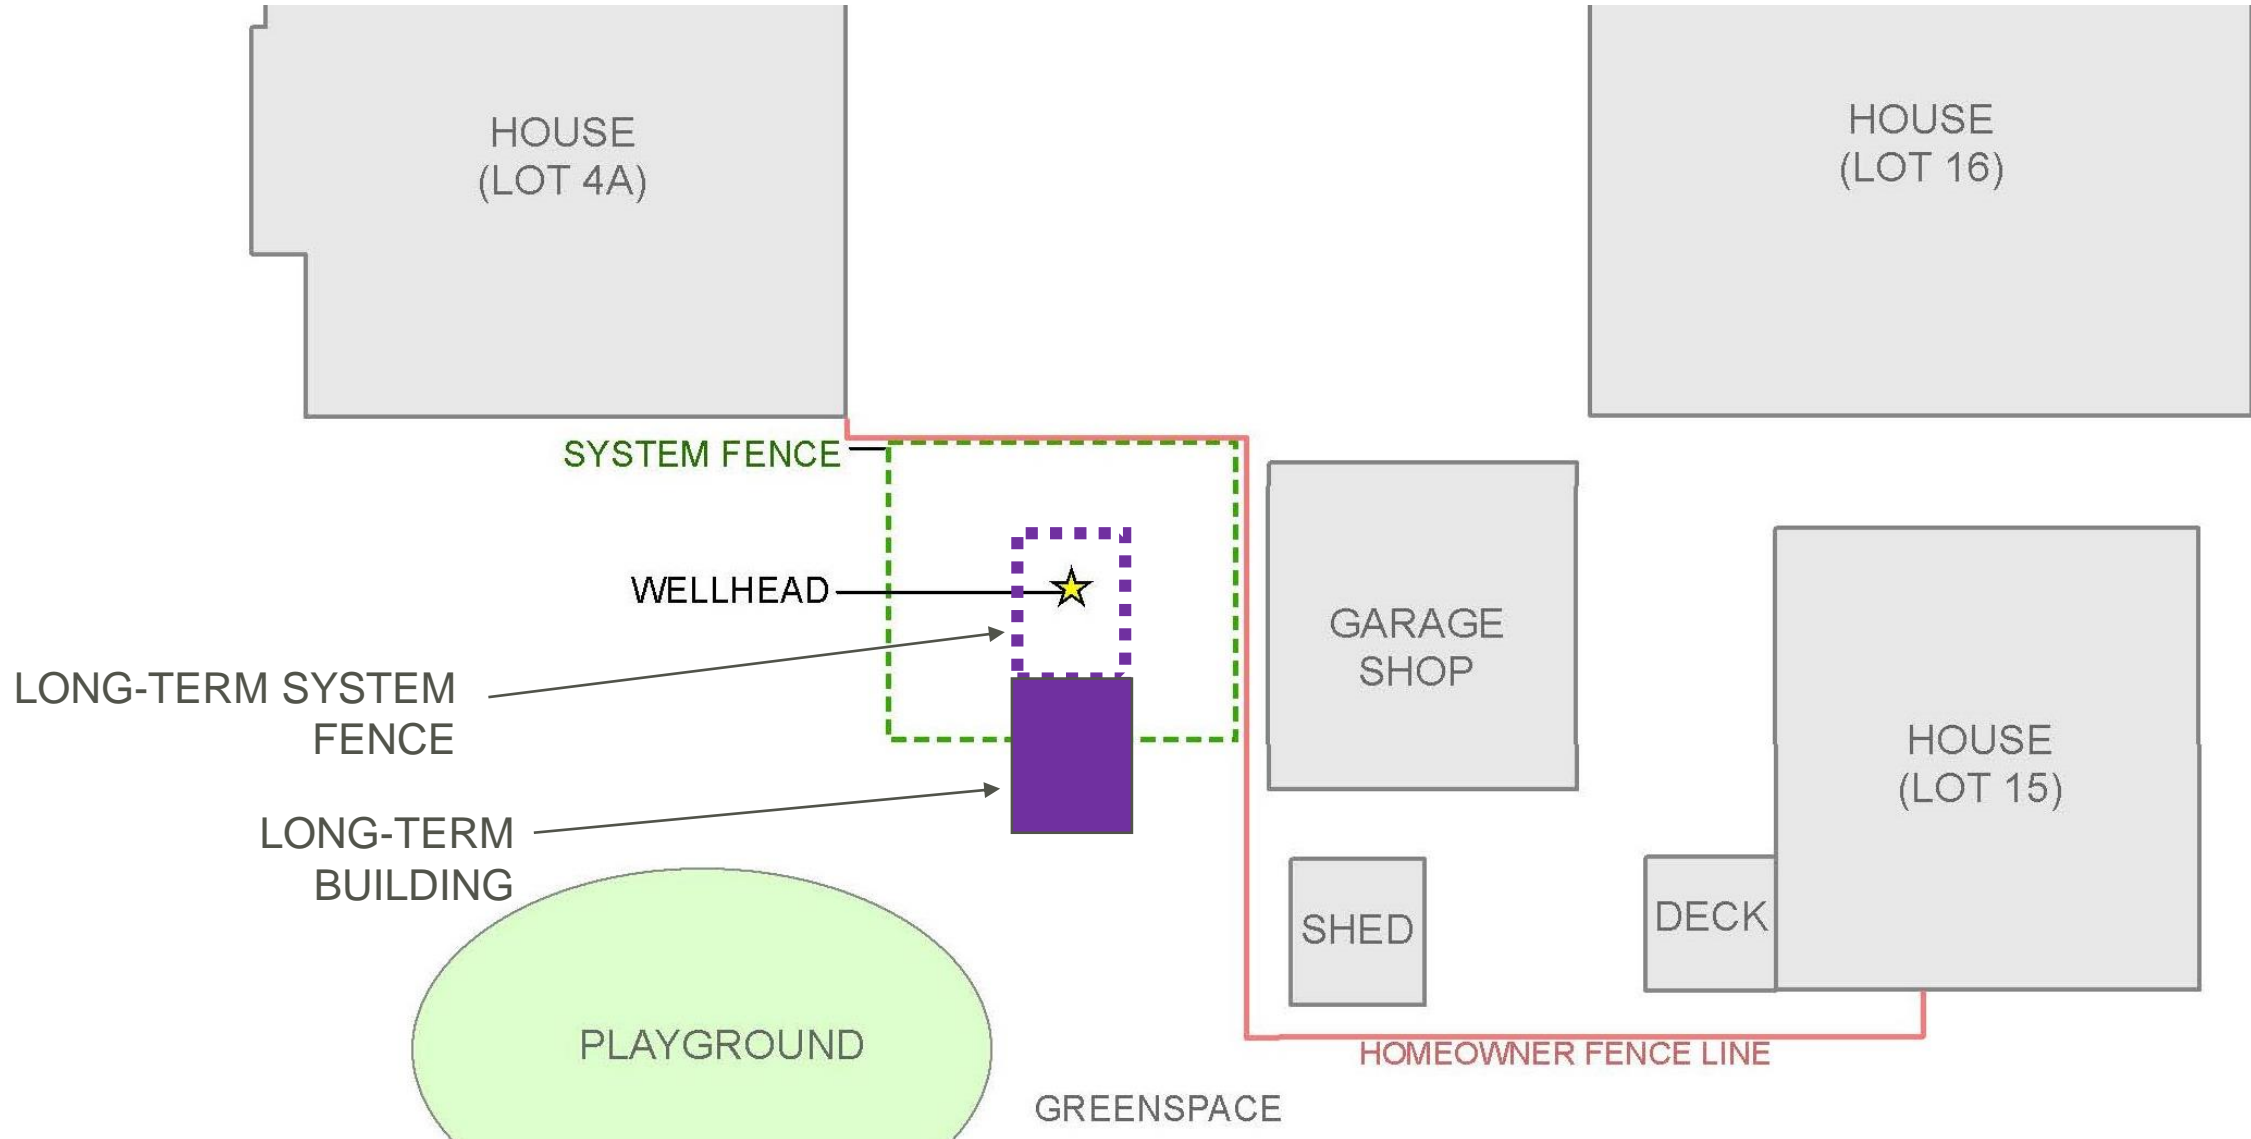 HOUSE
(LOT 4A)
HOUSE
(LOT 16)
SYSTEM FENCE
WELLHEAD
GARAGE
SHOP
LONG-TERM SYSTEM
FENCE
HOUSE
(LOT 15)
LONG-TERM
BUILDING
SHED
DECK
PLAYGROUND
HOMEOWNER FENCE LINE
GREENSPACE